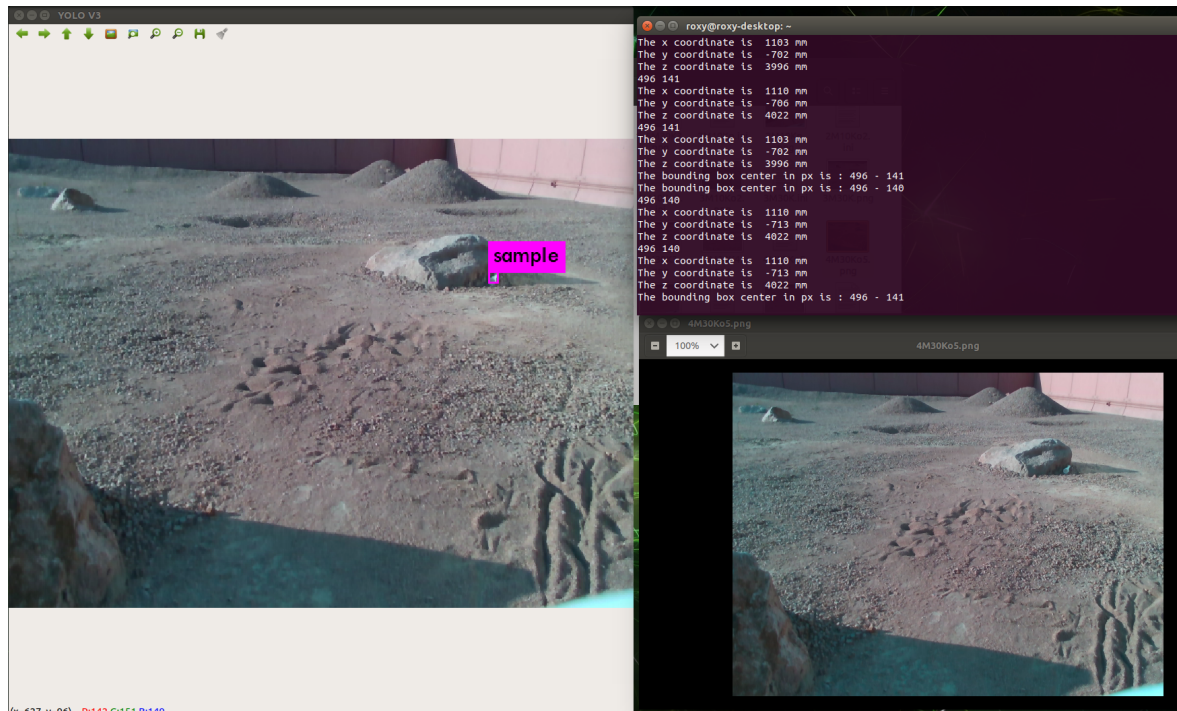 YOLO V3
sample
roxy@roxy-desktop: ~
The x coordinate is 1103 mm
The y coordinate is -702 mm
The z coordinate is 3996 mm
496 141
The x coordinate is 1110 mm
The y coordinate is -706 mm
The z coordinate is 4022 mm
496 141
The x coordinate is 1103 mm
The y coordinate is -702 mm
The z coordinate is 3996 mm
The bounding box center in px is : 496 - 141
The bounding box center in px is : 496 - 140
496 140
The x coordinate is 1110 mm
The y coordinate is -713 mm
The z coordinate is 4022 mm
496 140
The x coordinate is 1110 mm
The y coordinate is -713 mm
The z coordinate is 4022 mm
The bounding box center in px is : 496 - 141
4M30Ko5.png
100%
4M30Ko5.png